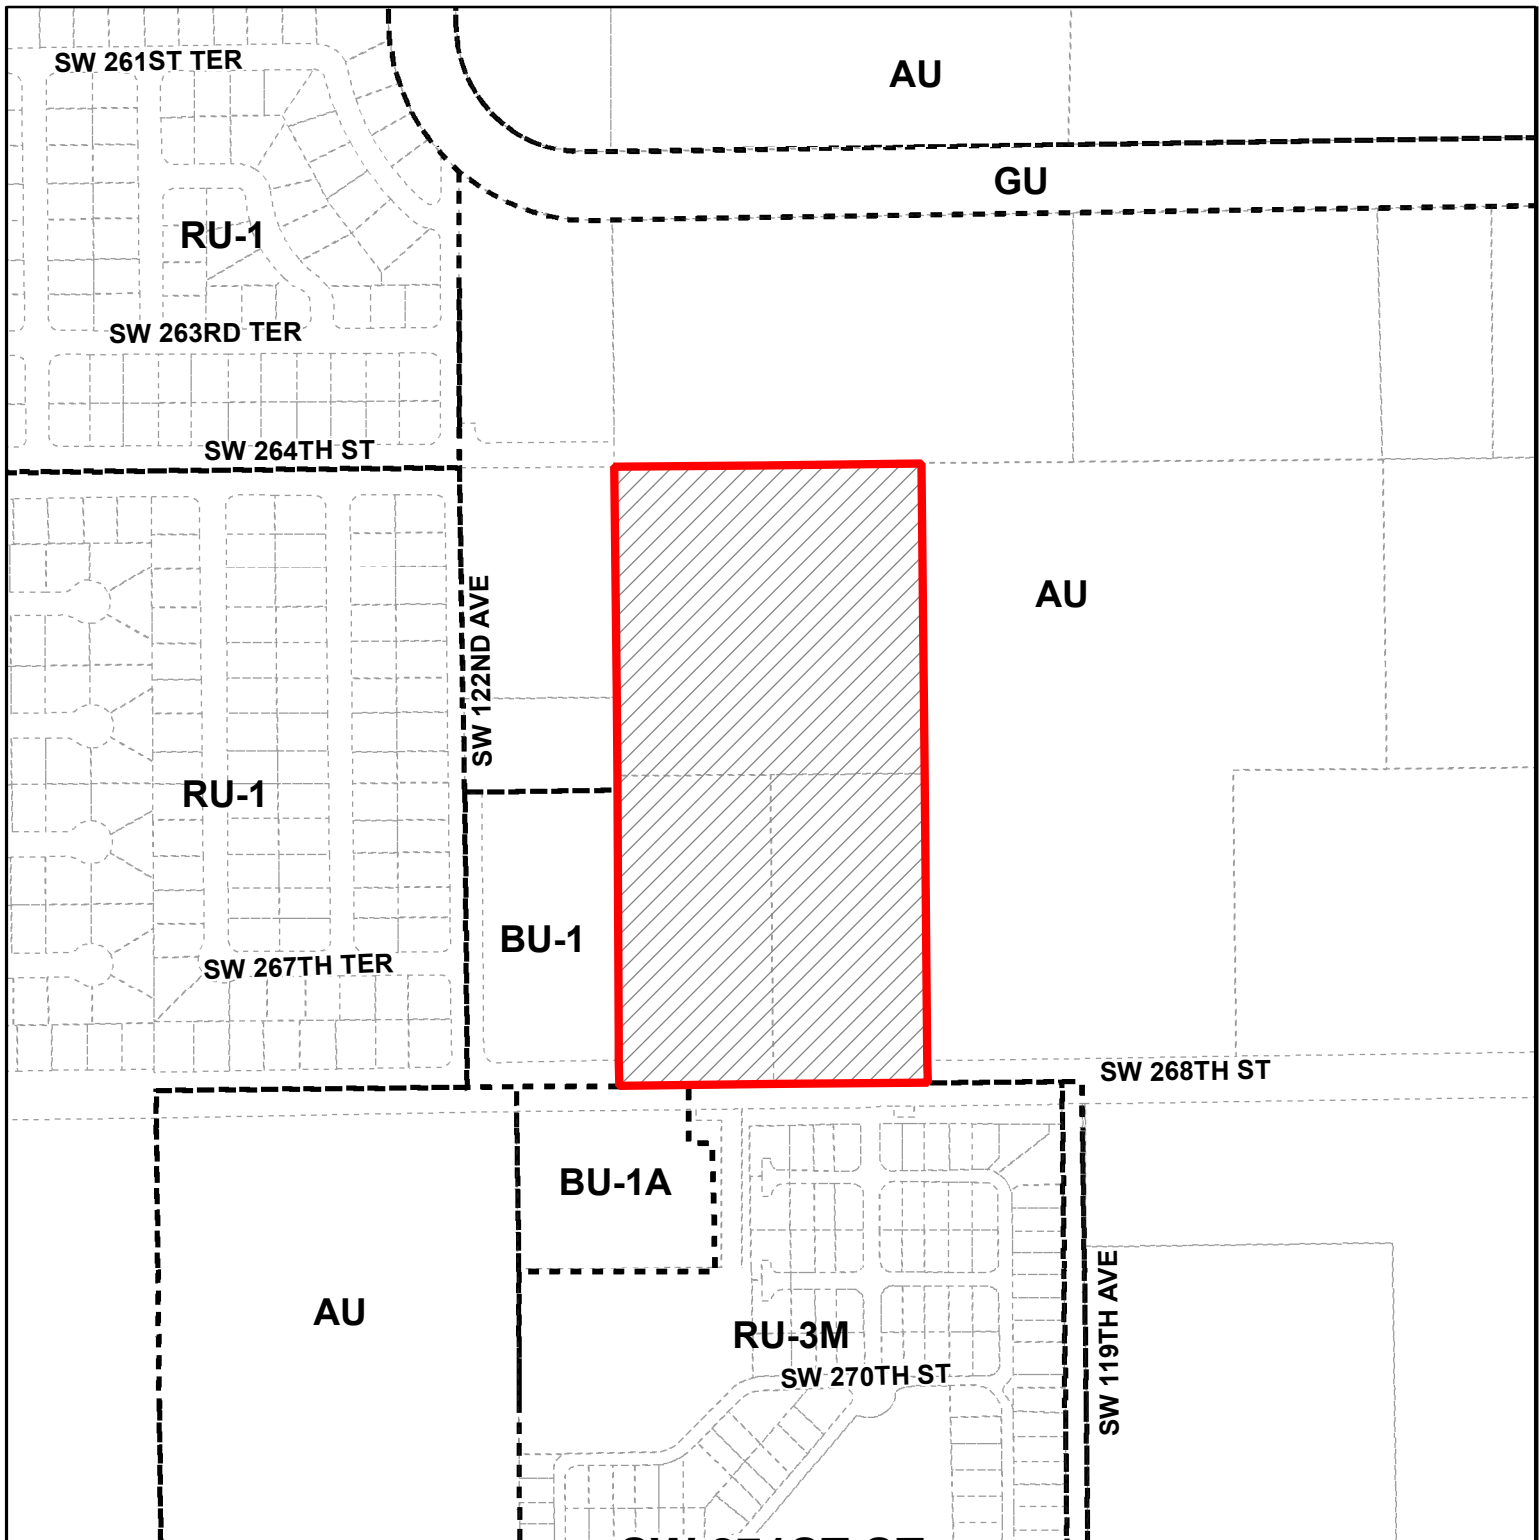 SW 261ST TER
AU
GU
RU-1
SW 263RD TER
SW 264TH ST
SW 122ND AVE
AU
RU-1
BU-1
SW 267TH TER
SW 268TH ST
BU-1A
AU
RU-3M
SW 270TH ST
SW 119TH AVE